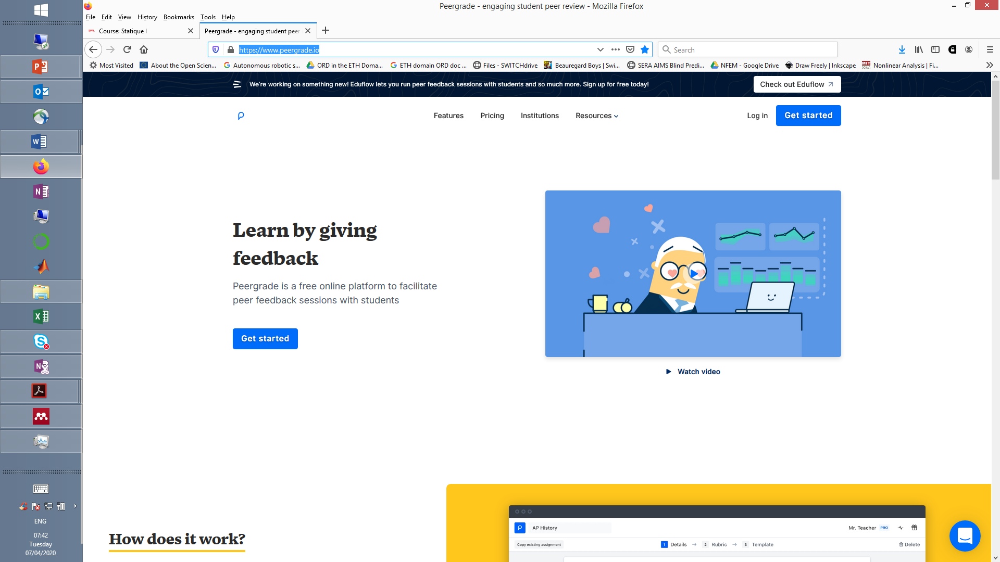 Peergrade - engaging student peer review - Mozilla Firefox
File Edit View History Bookmarks Tools Help
EPFL Course: Statique I
Peergrade - engaging student peer
https://www.peergrade.io
Search
Most Visited
About the Open Scien...
Autonomous robotic s...
ORD in the ETH Doma...
ETH domain ORD doc ...
Files - SWITCHdrive
Beauregard Boys | Swi...
SERA AIMS Blind Predi...
NFEM - Google Drive
Draw Freely | Inkscape
MIT OCW Nonlinear Analysis | Fi...
We're working on something new! Eduflow lets you run peer feedback sessions with students and so much more. Sign up for free today!
Check out Eduflow
Features
Pricing
Institutions
Resources
Log in
Get started
Learn by giving
feedback
Peergrade is a free online platform to facilitate
peer feedback sessions with students
Get started
Watch video
How does it work?
AP History
Mr. Teacher PRO
Copy existing assignment
1 Details
2 Rubric
3 Template
Delete
ENG
07:42
Tuesday
07/04/2020